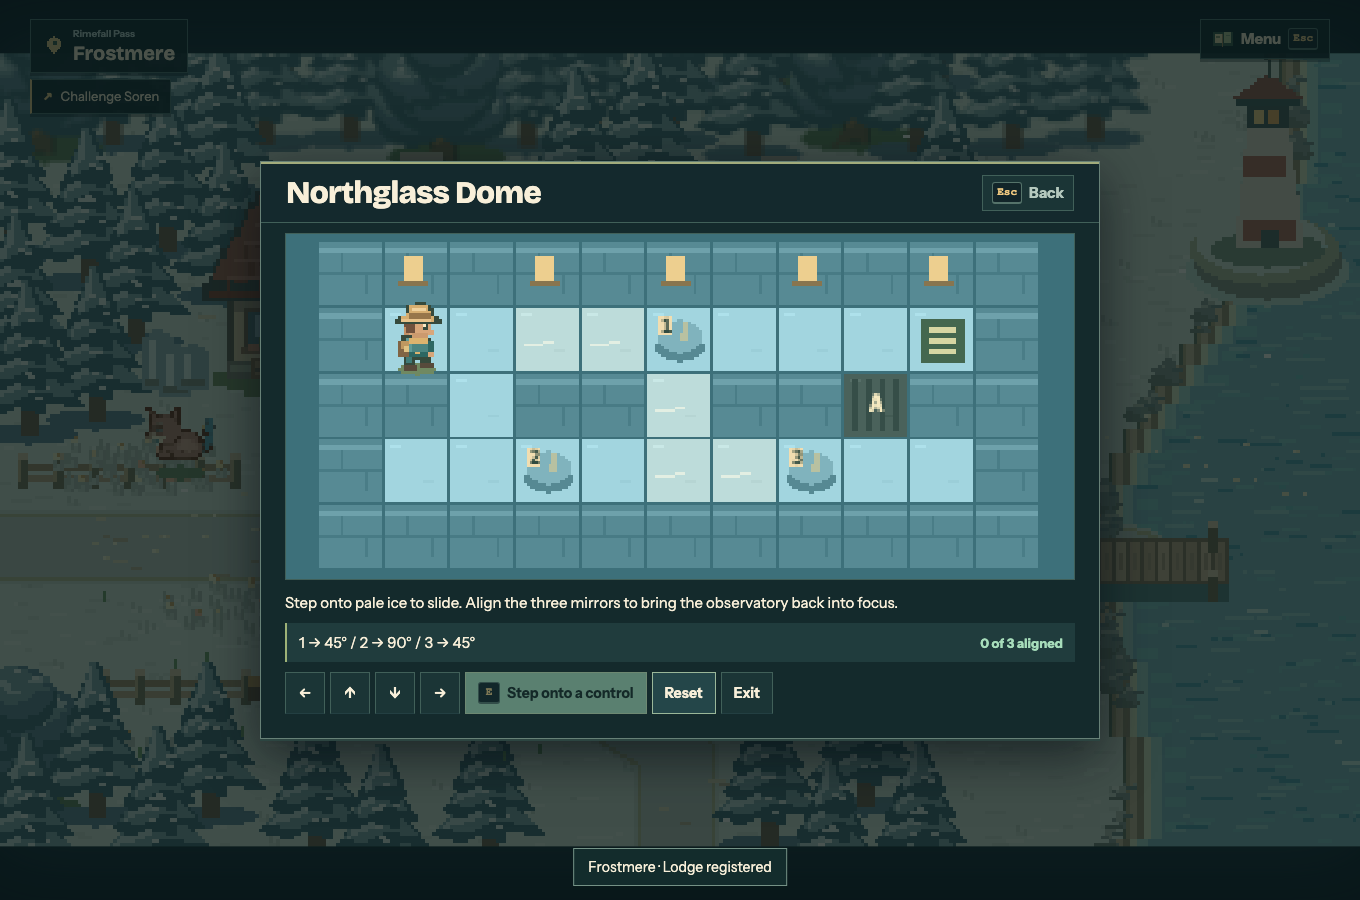 Rimefall Pass
Frostmere
Menu Esc
↗ Challenge Soren
Northglass Dome
Esc Back
1
A
2
3
Step onto pale ice to slide. Align the three mirrors to bring the observatory back into focus.
1 → 45° / 2 → 90° / 3 → 45°
0 of 3 aligned
← ↑ ↓ → E Step onto a control Reset Exit
Frostmere · Lodge registered